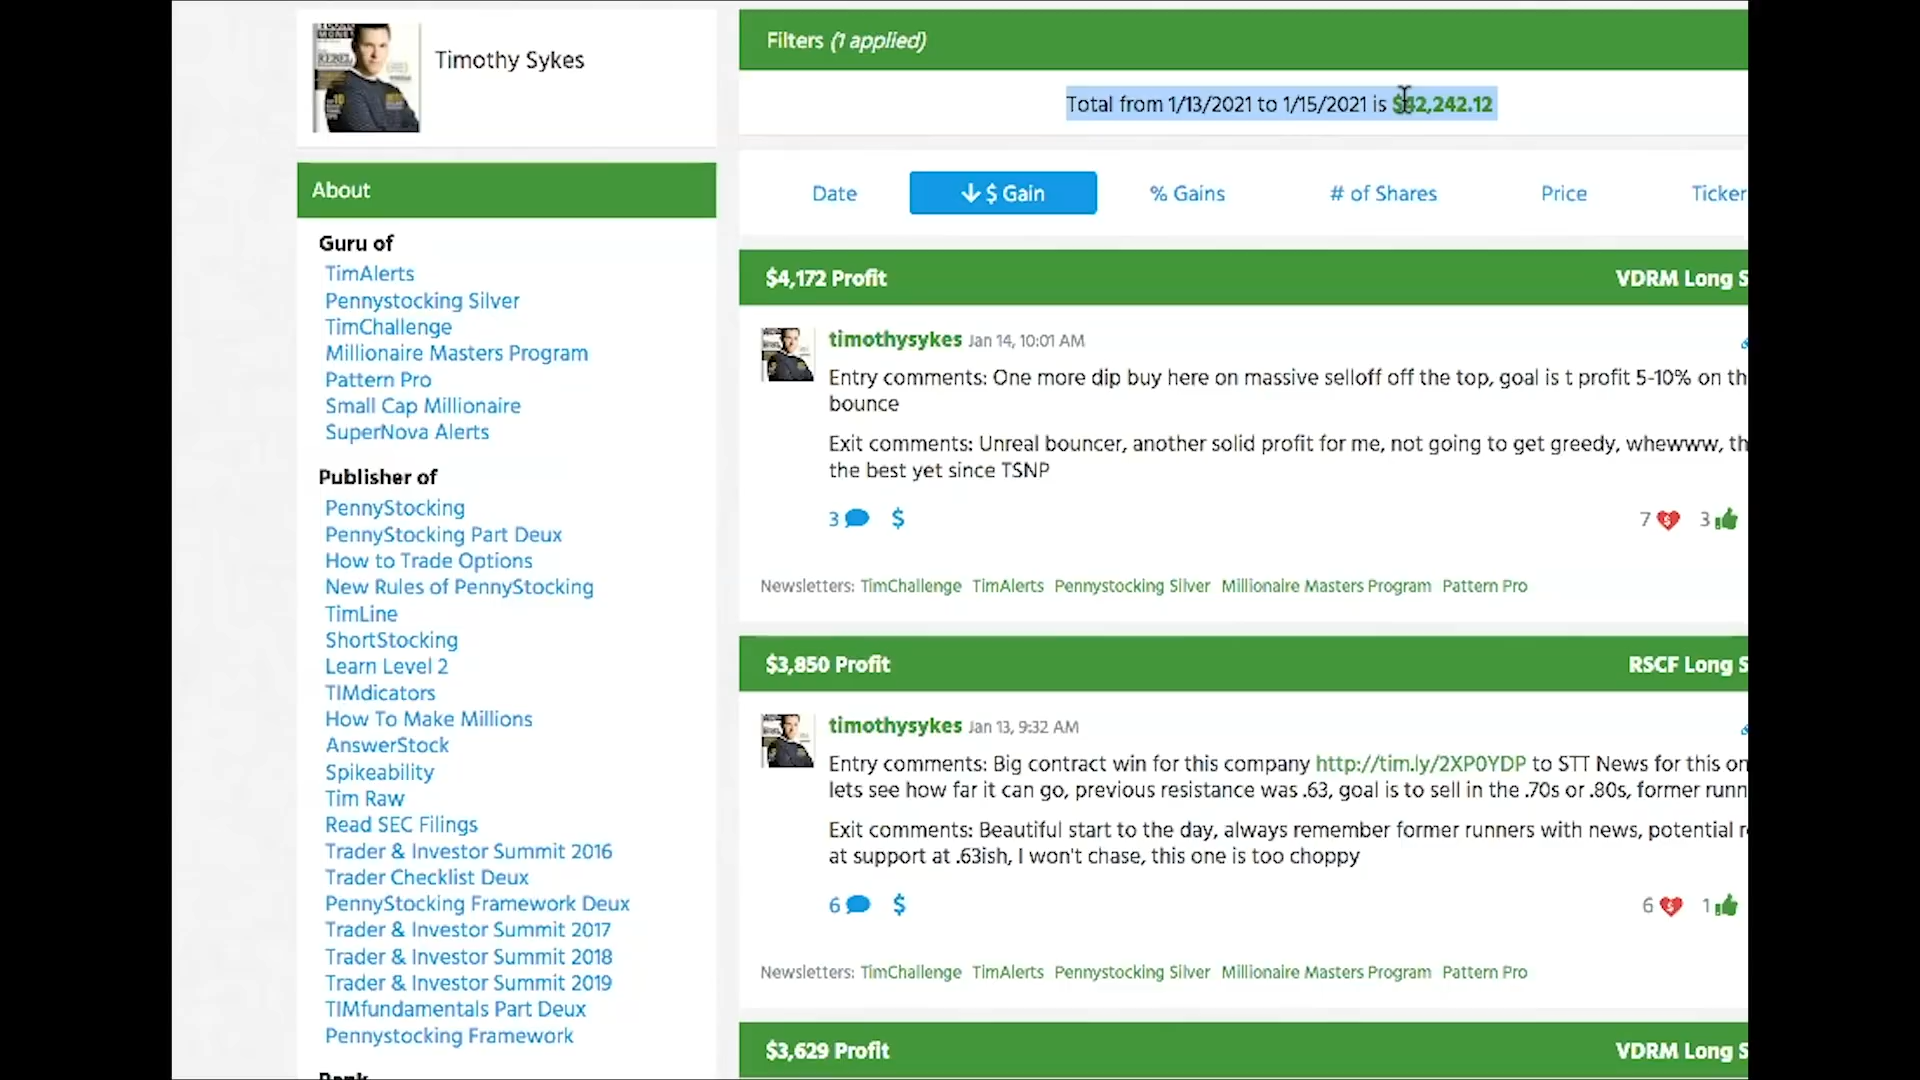 Timothy Sykes
About
Guru of
TimAlerts
Pennystocking Silver
TimChallenge
Millionaire Masters Program
Pattern Pro
Small Cap Millionaire
SuperNova Alerts
Publisher of
PennyStocking
PennyStocking Part Deux
How to Trade Options
New Rules of PennyStocking
TimLine
ShortStocking
Learn Level 2
TIMdicators
How To Make Millions
AnswerStock
Spikeability
Tim Raw
Read SEC Filings
Trader & Investor Summit 2016
Trader Checklist Deux
PennyStocking Framework Deux
Trader & Investor Summit 2017
Trader & Investor Summit 2018
Trader & Investor Summit 2019
TIMfundamentals Part Deux
Pennystocking Framework
Filters (1 applied)
Total from 1/13/2021 to 1/15/2021 is $42,242.12
Date $ Gain % Gains # of Shares Price Ticker
$4,172 Profit VDRM Long S
timothysykes Jan 14, 10:01 AM
Entry comments: One more dip buy here on massive selloff off the top, goal is t profit 5-10% on th
bounce
Exit comments: Unreal bouncer, another solid profit for me, not going to get greedy, whewww, th
the best yet since TSNP
3 $ 7 3
Newsletters: TimChallenge TimAlerts Pennystocking Silver Millionaire Masters Program Pattern Pro
$3,850 Profit RSCF Long S
timothysykes Jan 13, 9:32 AM
Entry comments: Big contract win for this company http://tim.ly/2XP0YDP to STT News for this on
lets see how far it can go, previous resistance was .63, goal is to sell in the .70s or .80s, former runn
Exit comments: Beautiful start to the day, always remember former runners with news, potential r
at support at .63ish, I won't chase, this one is too choppy
6 $ 6 1
Newsletters: TimChallenge TimAlerts Pennystocking Silver Millionaire Masters Program Pattern Pro
$3,629 Profit VDRM Long S